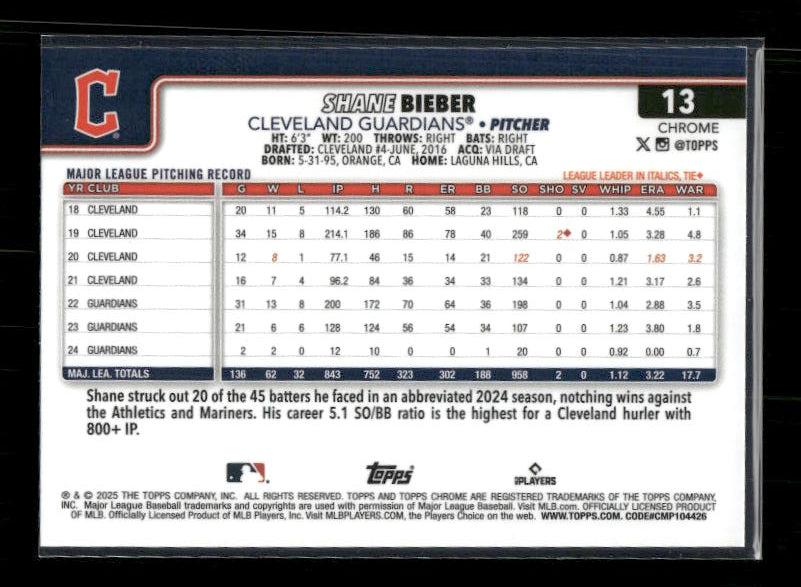 C
SHANE BIEBER
13
CLEVELAND GUARDIANS® • PITCHER
CHROME
HT: 6'3" WT: 200 THROWS: RIGHT BATS: RIGHT
X @TOPPS
DRAFTED: CLEVELAND #4-JUNE, 2016 ACQ: VIA DRAFT
BORN: 5-31-95, ORANGE, CA HOME: LAGUNA HILLS, CA
MAJOR LEAGUE PITCHING RECORD LEAGUE LEADER IN ITALICS, TIE♦
YR CLUB G W L IP H R ER BB SO SHO SV WHIP ERA WAR
18 CLEVELAND 20 11 5 114.2 130 60 58 23 118 0 0 1.33 4.55 1.1
19 CLEVELAND 34 15 8 214.1 186 86 78 40 259 2♦ 0 1.05 3.28 4.8
20 CLEVELAND 12 8 1 77.1 46 15 14 21 122 0 0 0.87 1.63 3.2
21 CLEVELAND 16 7 4 96.2 84 36 34 33 134 0 0 1.21 3.17 2.6
22 GUARDIANS 31 13 8 200 172 70 64 36 198 0 0 1.04 2.88 3.5
23 GUARDIANS 21 6 6 128 124 56 54 34 107 0 0 1.23 3.80 1.8
24 GUARDIANS 2 2 0 12 10 0 0 1 20 0 0 0.92 0.00 0.7
MAJ. LEA. TOTALS 136 62 32 843 752 323 302 188 958 2 0 1.12 3.22 17.7
Shane struck out 20 of the 45 batters he faced in an abbreviated 2024 season, notching wins against
the Athletics and Mariners. His career 5.1 SO/BB ratio is the highest for a Cleveland hurler with
800+ IP.
Topps
PLAYERS
® & © 2025 THE TOPPS COMPANY, INC. ALL RIGHTS RESERVED. TOPPS AND TOPPS CHROME ARE REGISTERED TRADEMARKS OF THE TOPPS COMPANY,
INC. Major League Baseball trademarks and copyrights are used with permission of Major League Baseball. Visit MLB.com. OFFICIALLY LICENSED PRODUCT
OF MLB. Officially Licensed Product of MLB Players, Inc. Visit MLBPLAYERS.COM, the Players Choice on the web. WWW.TOPPS.COM. CODE#CMP104426